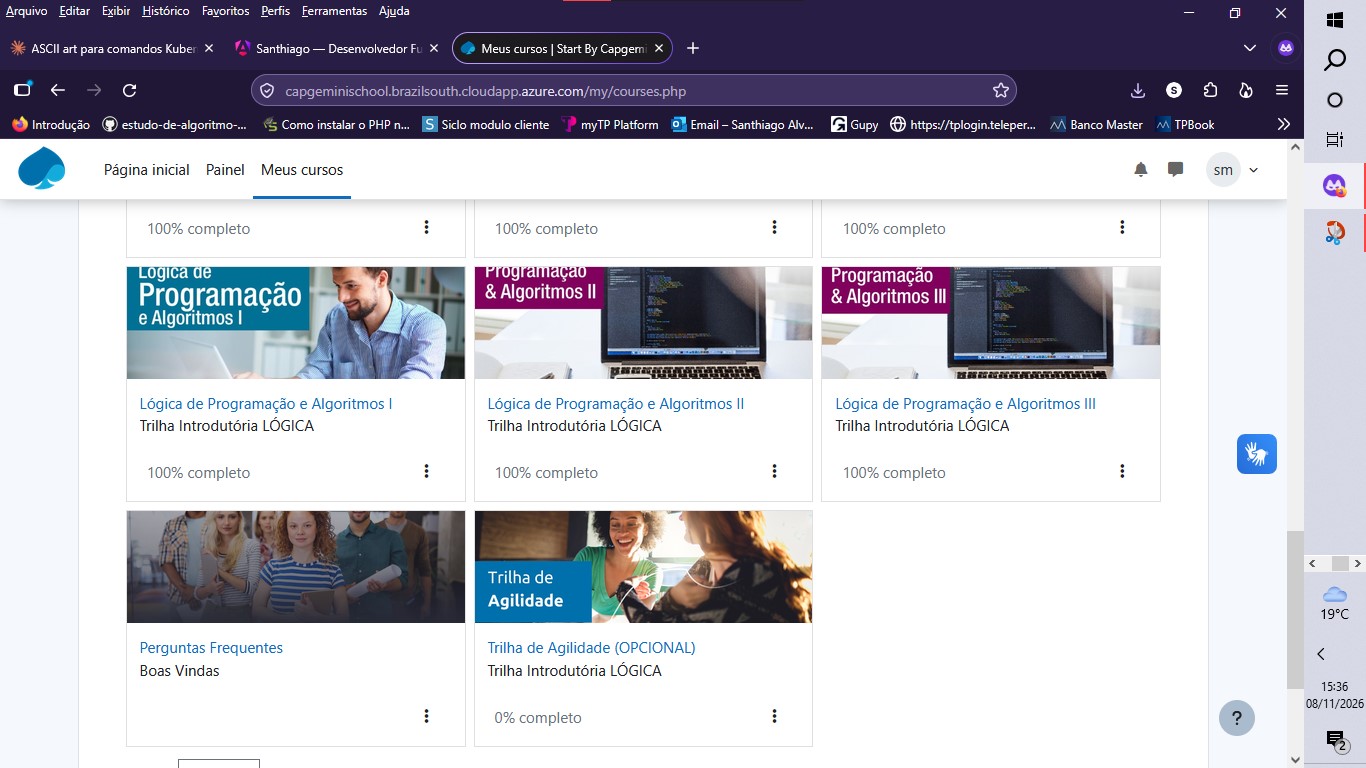 Arquivo Editar Exibir Histórico Favoritos Perfis Ferramentas Ajuda
ASCII art para comandos Kuber
Santhiago — Desenvolvedor Fu
Meus cursos | Start By Capgemi
capgeminischool.brazilsouth.cloudapp.azure.com/my/courses.php
S
Introdução
estudo-de-algoritmo-...
Como instalar o PHP n...
S Siclo modulo cliente
myTP Platform
Email – Santhiago Alv...
Gupy
https://tplogin.teleper...
Banco Master
TPBook
Página inicial Painel Meus cursos
sm
100% completo
100% completo
100% completo
Lógica de
Programação
e Algoritmos I
Programação
& Algoritmos II
Programação
& Algoritmos III
Lógica de Programação e Algoritmos I
Trilha Introdutória LÓGICA
100% completo
Lógica de Programação e Algoritmos II
Trilha Introdutória LÓGICA
100% completo
Lógica de Programação e Algoritmos III
Trilha Introdutória LÓGICA
100% completo
Perguntas Frequentes
Boas Vindas
Trilha de
Agilidade
Trilha de Agilidade (OPCIONAL)
Trilha Introdutória LÓGICA
0% completo
?
19°C
15:36
08/11/2026
2